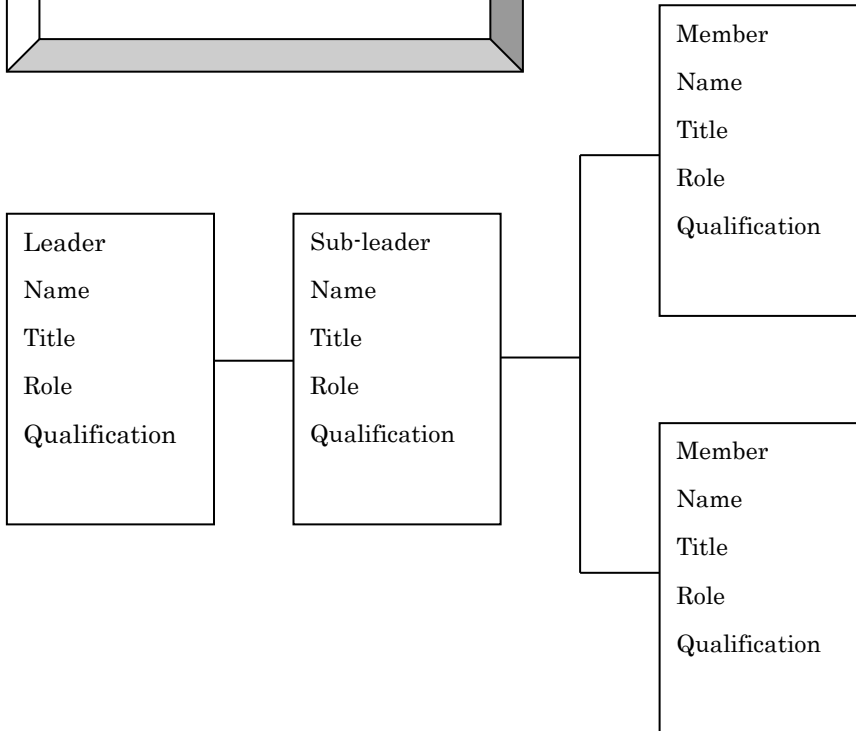 Leader
Name
Title
Role
Qualification
Sub-leader
Name
Title
Role
Qualification
Member
Name
Title
Role
Qualification
Member
Name
Title
Role
Qualification